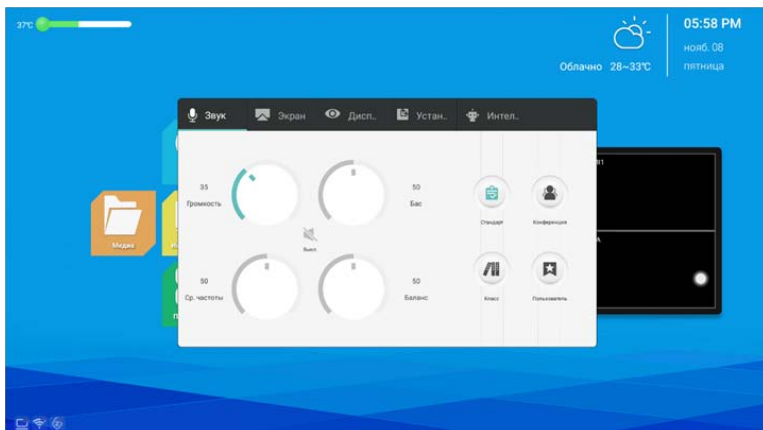 37℃
05:58 PM
нояб. 08
Облачно 28~33℃
пятница
Звук
Экран
Дисп..
Устан..
Интел..
35
Громкость
50
Бас
Выкл
50
Ср. частоты
50
Баланс
Стандарт
Конференция
Класс
Пользователь..
Медиа